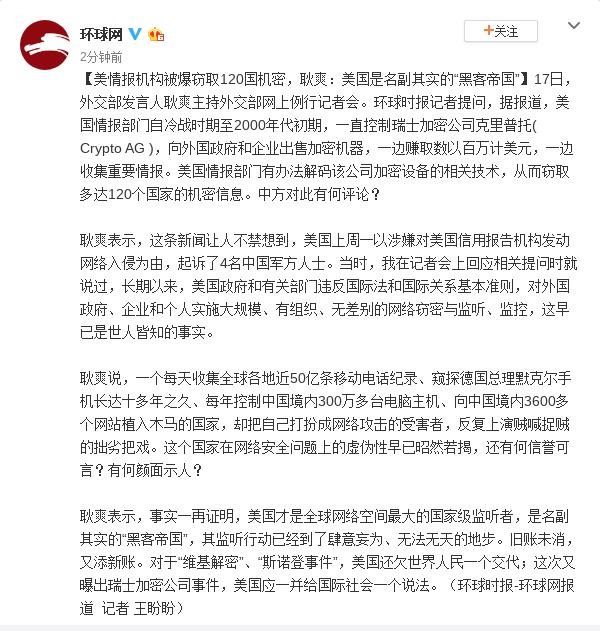 环球网
+关注
2分钟前
【美情报机构被爆窃取120国机密，耿爽：美国是名副其实的“黑客帝国”】17日，
外交部发言人耿爽主持外交部网上例行记者会。环球时报记者提问，据报道，美
国情报部门自冷战时期至2000年代初期，一直控制瑞士加密公司克里普托(
Crypto AG )，向外国政府和企业出售加密机器，一边赚取数以百万计美元，一边
收集重要情报。美国情报部门有办法解码该公司加密设备的相关技术，从而窃取
多达120个国家的机密信息。中方对此有何评论？
耿爽表示，这条新闻让人不禁想到，美国上周一以涉嫌对美国信用报告机构发动
网络入侵为由，起诉了4名中国军方人士。当时，我在记者会上回应相关提问时就
说过，长期以来，美国政府和有关部门违反国际法和国际关系基本准则，对外国
政府、企业和个人实施大规模、有组织、无差别的网络窃密与监听、监控，这早
已是世人皆知的事实。
耿爽说，一个每天收集全球各地近50亿条移动电话纪录、窥探德国总理默克尔手
机长达十多年之久、每年控制中国境内300万多台电脑主机、向中国境内3600多
个网站植入木马的国家，却把自己打扮成网络攻击的受害者，反复上演贼喊捉贼
的拙劣把戏。这个国家在网络安全问题上的虚伪性早已昭然若揭，还有何信誉可
言？有何颜面示人？
耿爽表示，事实一再证明，美国才是全球网络空间最大的国家级监听者，是名副
其实的“黑客帝国”，其监听行动已经到了肆意妄为、无法无天的地步。旧账未消，
又添新账。对于“维基解密”、“斯诺登事件”，美国还欠世界人民一个交代；这次又
曝出瑞士加密公司事件，美国应一并给国际社会一个说法。（环球时报-环球网报
道 记者 王盼盼）